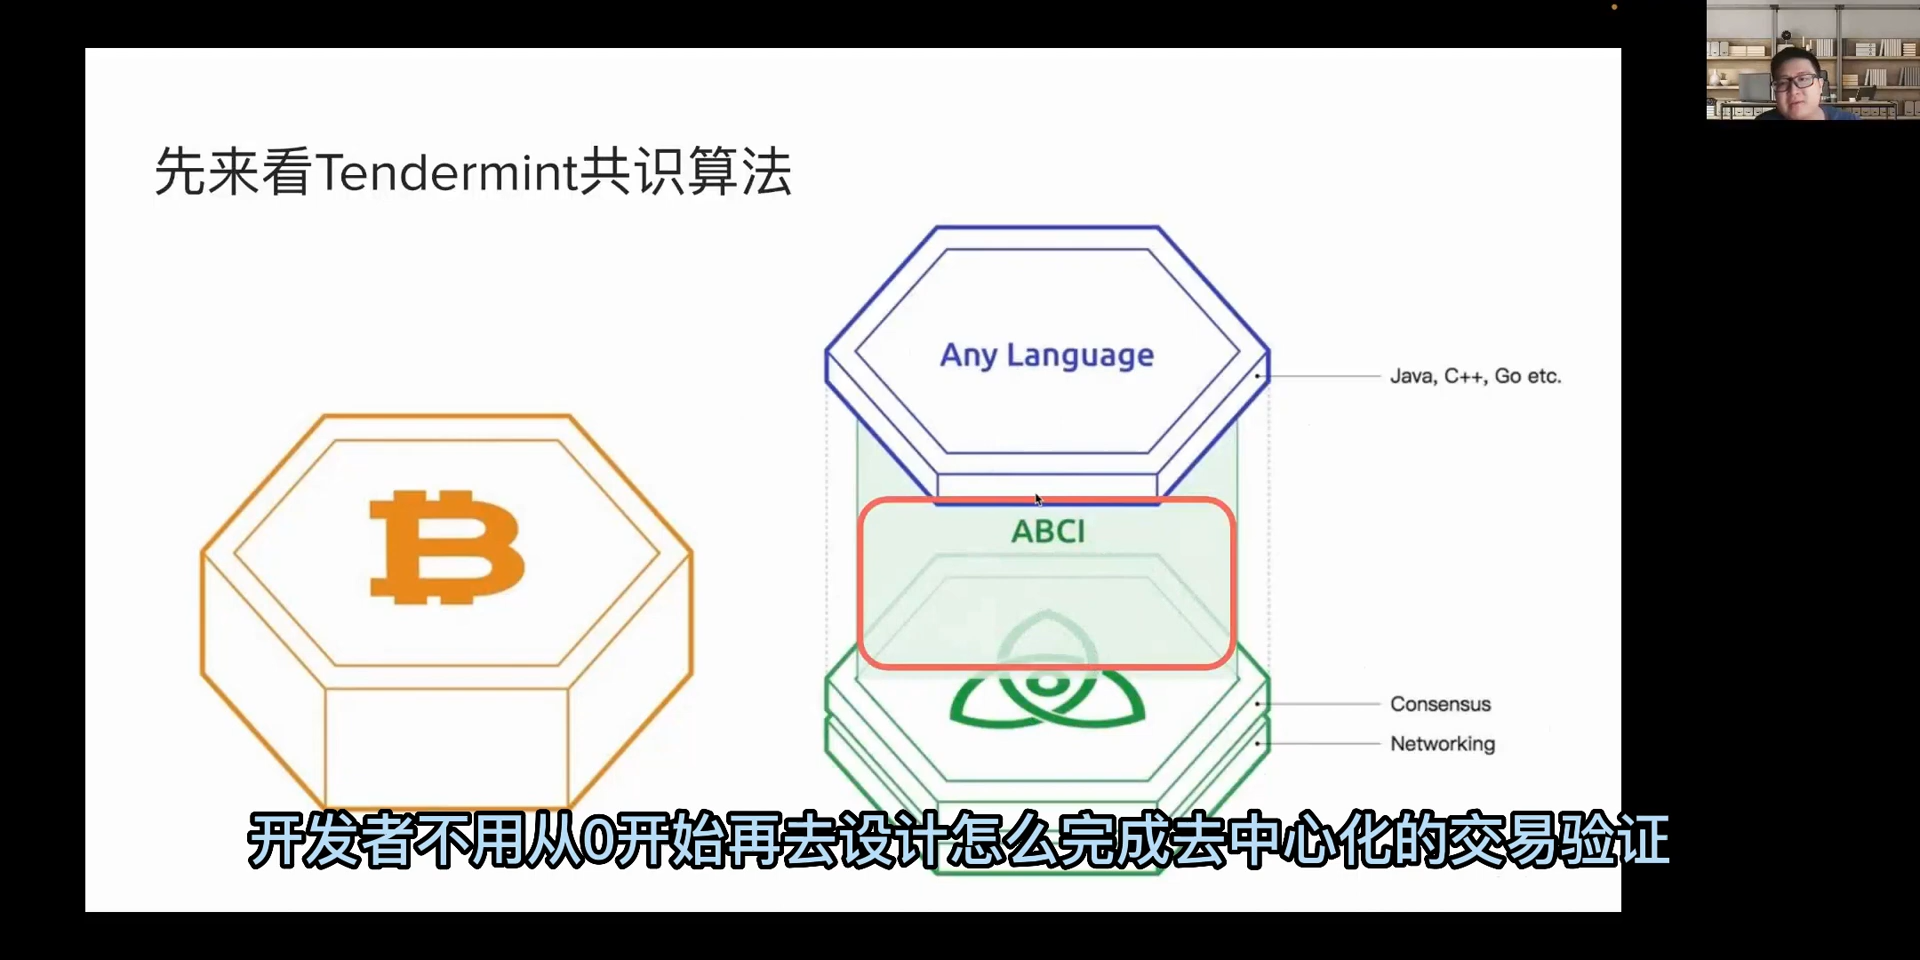 先来看Tendermint共识算法
Any Language
Java, C++, Go etc.
ABCI
Consensus
Networking
开发者不用从0开始再去设计怎么完成去中心化的交易验证